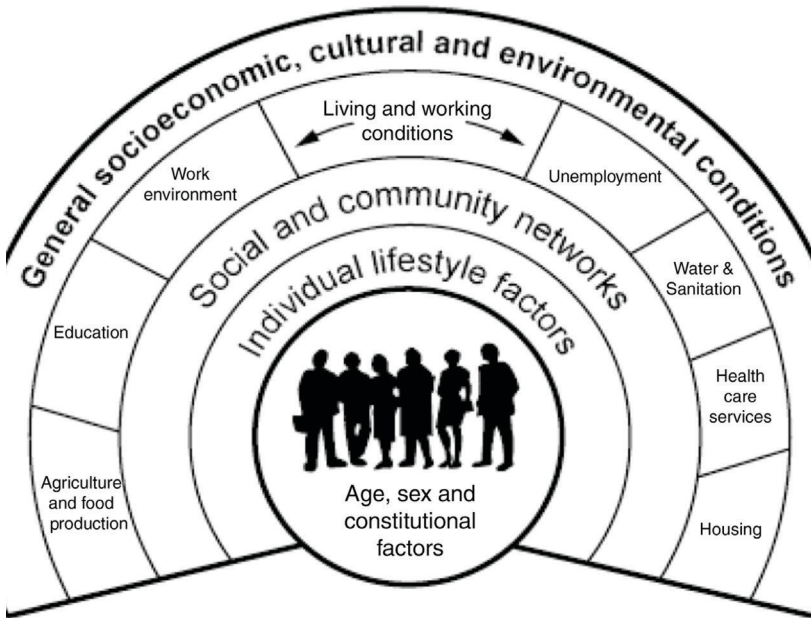 General socioeconomic, cultural and environmental conditions
Living and working
conditions
Work
environment
Unemployment
Social and community networks
Water &
Sanitation
Individual lifestyle factors
Education
Health
care
services
Agriculture
and food
production
Age, sex and
constitutional
factors
Housing